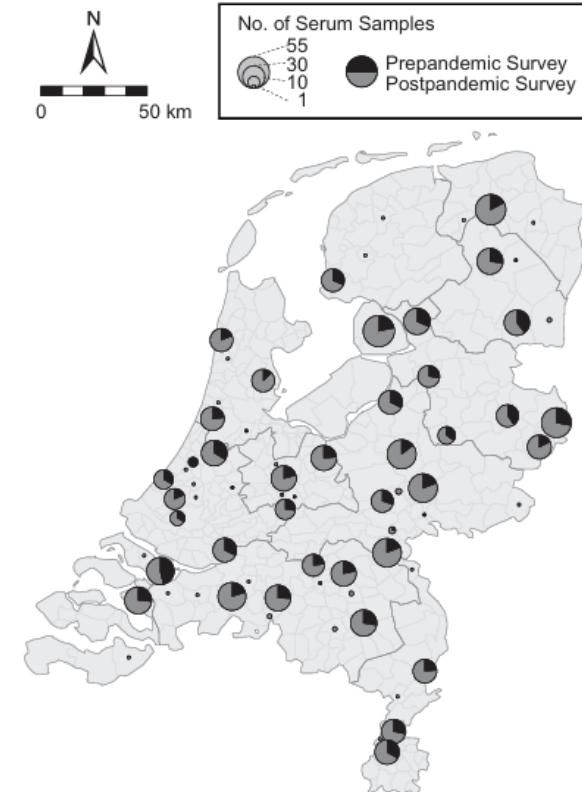 N
0 50 km
No. of Serum Samples
55
30
10
1
Prepandemic Survey
Postpandemic Survey